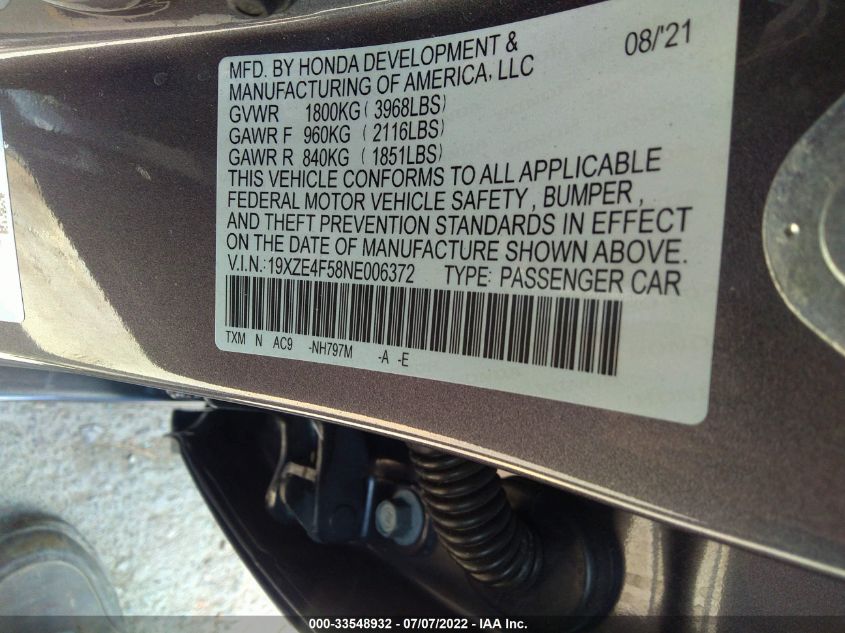 08/'21
MFD. BY HONDA DEVELOPMENT &
MANUFACTURING OF AMERICA, LLC
GVWR 1800KG (3968LBS)
GAWR F 960KG (2116LBS)
GAWR R 840KG (1851LBS)
THIS VEHICLE CONFORMS TO ALL APPLICABLE
FEDERAL MOTOR VEHICLE SAFETY, BUMPER,
AND THEFT PREVENTION STANDARDS IN EFFECT
ON THE DATE OF MANUFACTURE SHOWN ABOVE.
V.I.N.: 19XZE4F58NE006372 TYPE: PASSENGER CAR
TXM N AC9 -NH797M -A -E
000-33548932 / 07/07/2022 - IAA Inc.